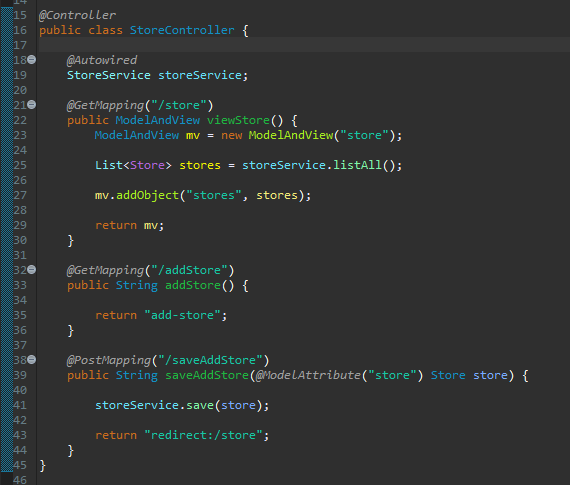 14
15 @Controller
16 public class StoreController {
17
18 @Autowired
19 StoreService storeService;
20
21 @GetMapping("/store")
22 public ModelAndView viewStore() {
23 ModelAndView mv = new ModelAndView("store");
24
25 List<Store> stores = storeService.listAll();
26
27 mv.addObject("stores", stores);
28
29 return mv;
30 }
31
32 @GetMapping("/addStore")
33 public String addStore() {
34
35 return "add-store";
36 }
37
38 @PostMapping("/saveAddStore")
39 public String saveAddStore(@ModelAttribute("store") Store store) {
40
41 storeService.save(store);
42
43 return "redirect:/store";
44 }
45 }
46